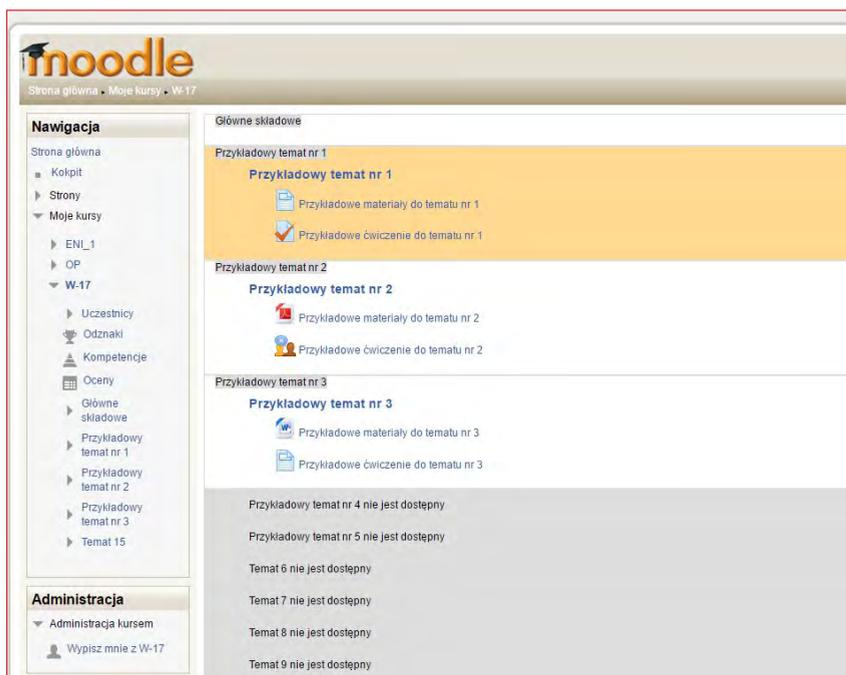 moodle
Strona główna ▸ Moje kursy ▸ W-17
Nawigacja
Strona główna
Kokpit
Strony
Moje kursy
ENI_1
OP
W-17
Uczestnicy
Odznaki
Kompetencje
Oceny
Główne
składowe
Przykładowy
temat nr 1
Przykładowy
temat nr 2
Przykładowy
temat nr 3
Temat 15
Administracja
Administracja kursem
Wypisz mnie z W-17
Główne składowe
Przykładowy temat nr 1
Przykładowy temat nr 1
Przykładowe materiały do tematu nr 1
Przykładowe ćwiczenie do tematu nr 1
Przykładowy temat nr 2
Przykładowy temat nr 2
Przykładowe materiały do tematu nr 2
Przykładowe ćwiczenie do tematu nr 2
Przykładowy temat nr 3
Przykładowy temat nr 3
Przykładowe materiały do tematu nr 3
Przykładowe ćwiczenie do tematu nr 3
Przykładowy temat nr 4 nie jest dostępny
Przykładowy temat nr 5 nie jest dostępny
Temat 6 nie jest dostępny
Temat 7 nie jest dostępny
Temat 8 nie jest dostępny
Temat 9 nie jest dostępny